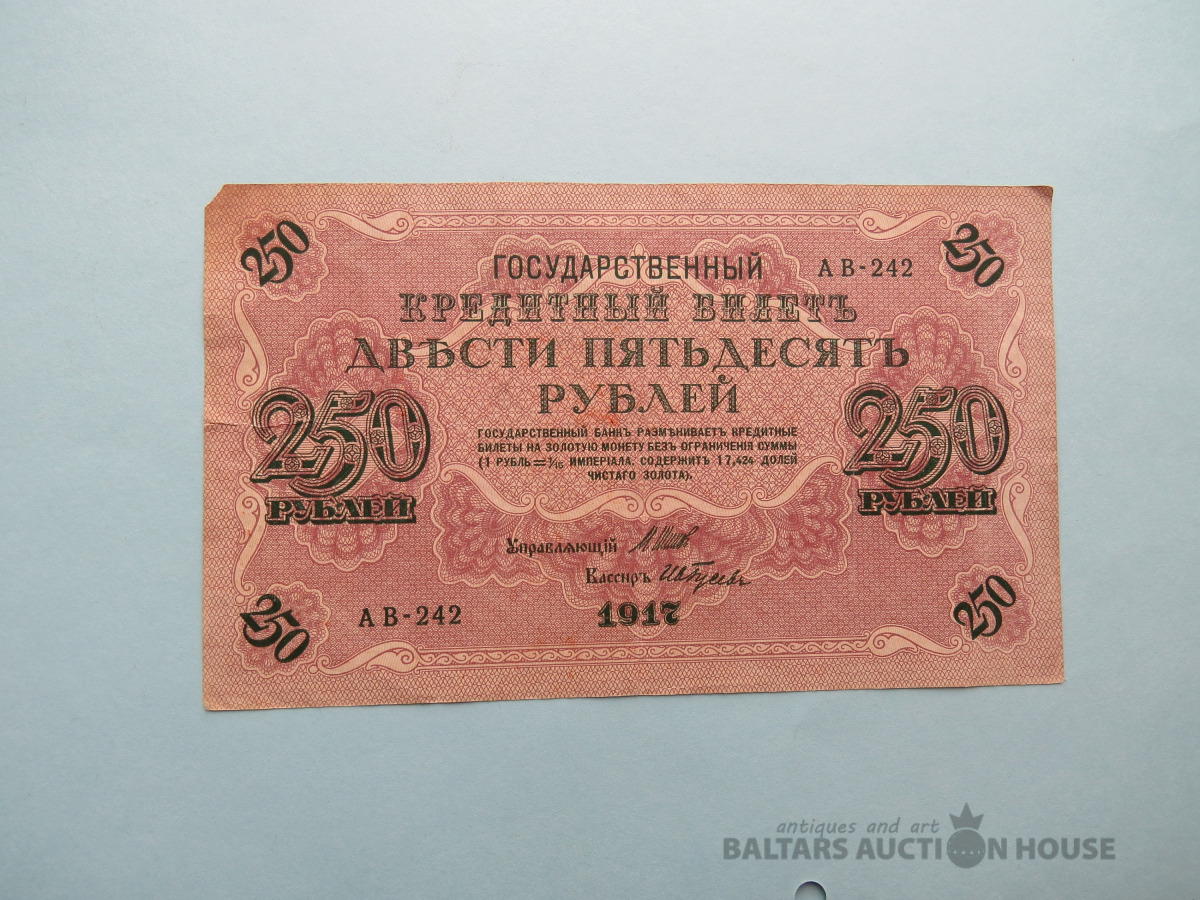 250
250
ГОСУДАРСТВЕННЫЙ АВ-242
КРЕДИТНЫЙ БИЛЕТЪ
ДВѢСТИ ПЯТЬДЕСЯТЪ
РУБЛЕЙ
250
РУБЛЕЙ
250
РУБЛЕЙ
ГОСУДАРСТВЕННЫЙ БАНКЪ РАЗМѢНИВАЕТЪ КРЕДИТНЫЕ
БИЛЕТЫ НА ЗОЛОТУЮ МОНЕТУ БЕЗЪ ОГРАНИЧЕНІЯ СУММЫ
(1 РУБЛЬ = 1/15 ИМПЕРІАЛА, СОДЕРЖИТЪ 17,424 ДОЛЕЙ
ЧИСТАГО ЗОЛОТА).
Управляющій
Кассиръ
АВ-242
1917
250
250
antiques and art
BALTARS AUCTION HOUSE